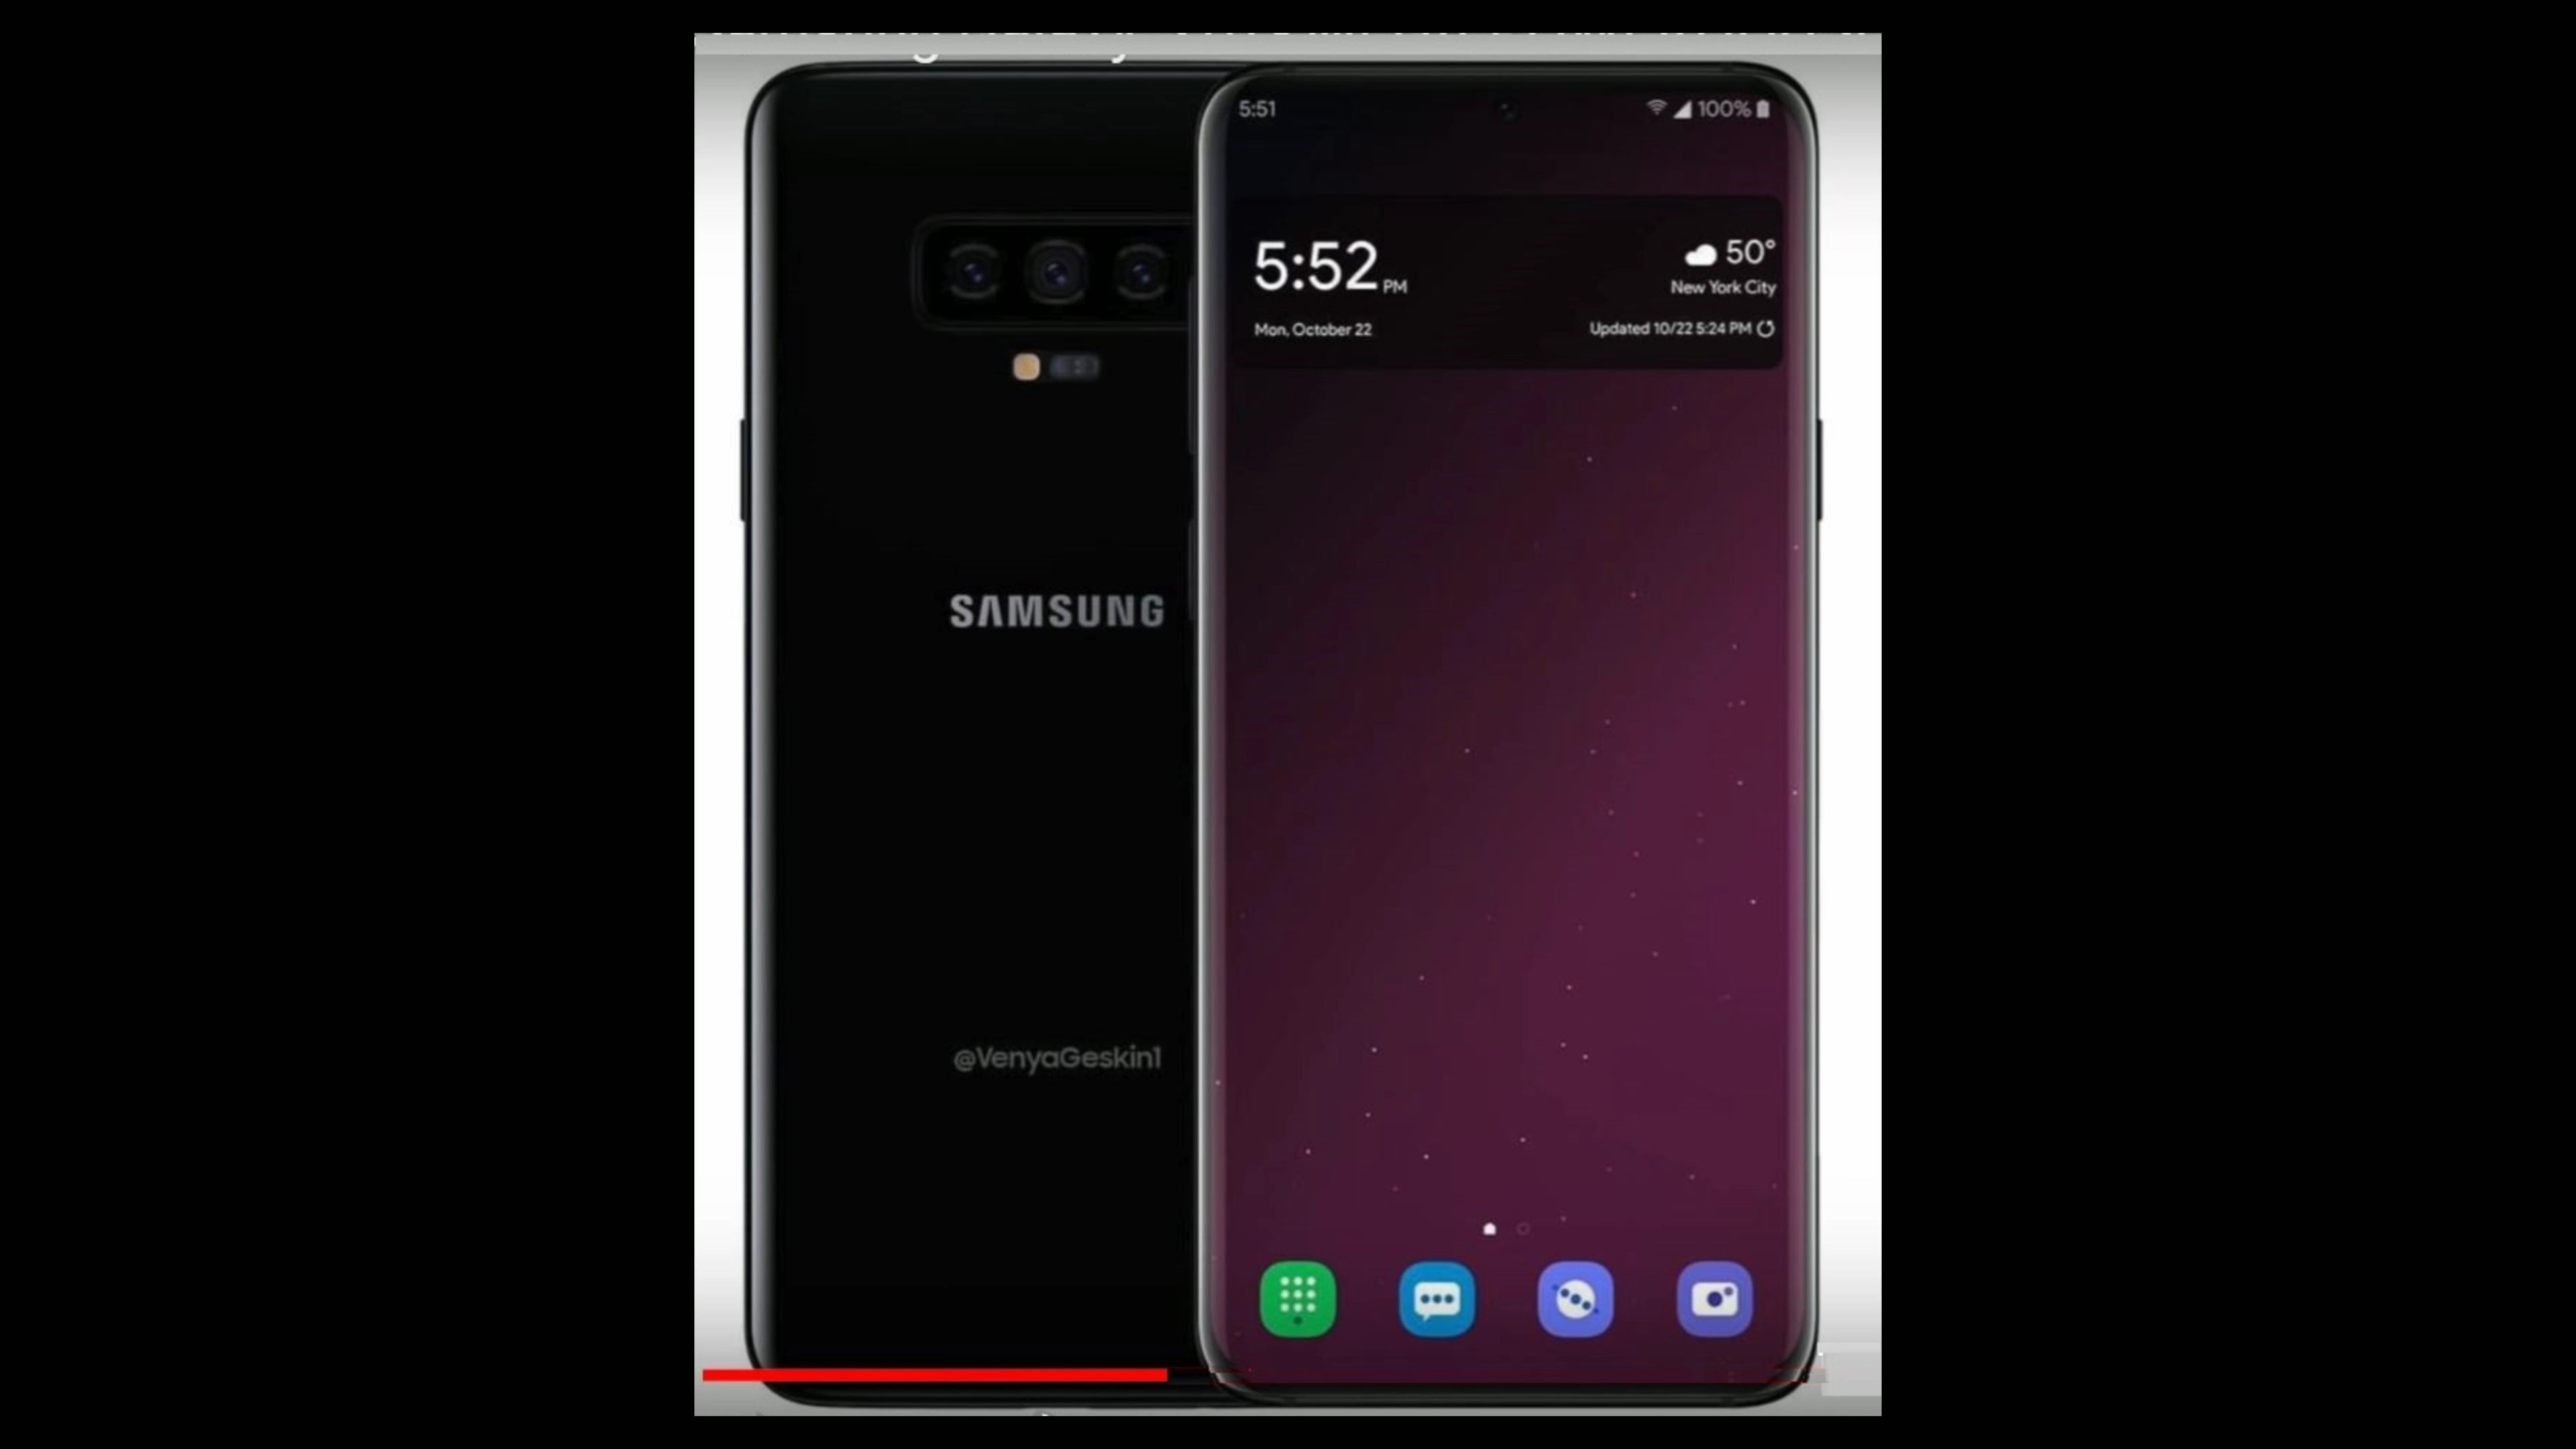 5:51
100%
5:52 PM
50°
New York City
Mon, October 22
Updated 10/22 5:24 PM
SAMSUNG
@VenyaGeskin1